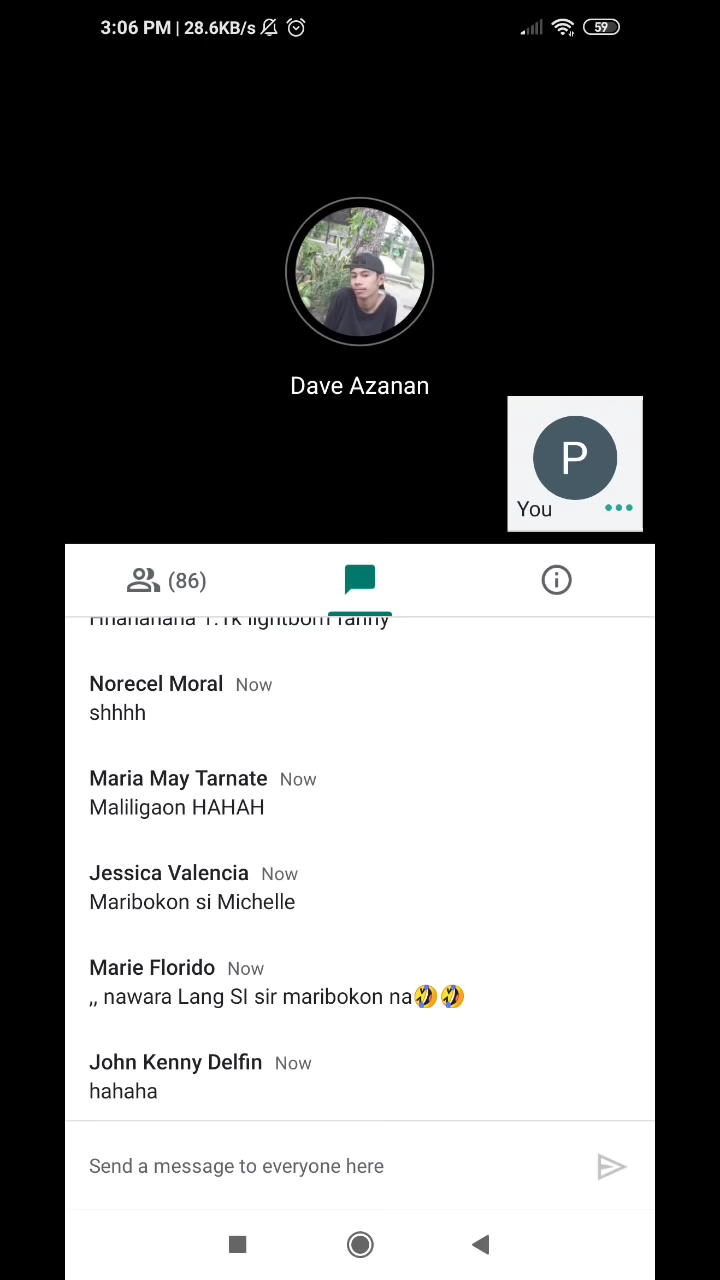 3:06 PM | 28.6KB/s
59
Dave Azanan
P
You
(86)
Norecel Moral Now
shhhh
Maria May Tarnate Now
Maliligaon HAHAH
Jessica Valencia Now
Maribokon si Michelle
Marie Florido Now
,, nawara Lang SI sir maribokon na🤣🤣
John Kenny Delfin Now
hahaha
Send a message to everyone here